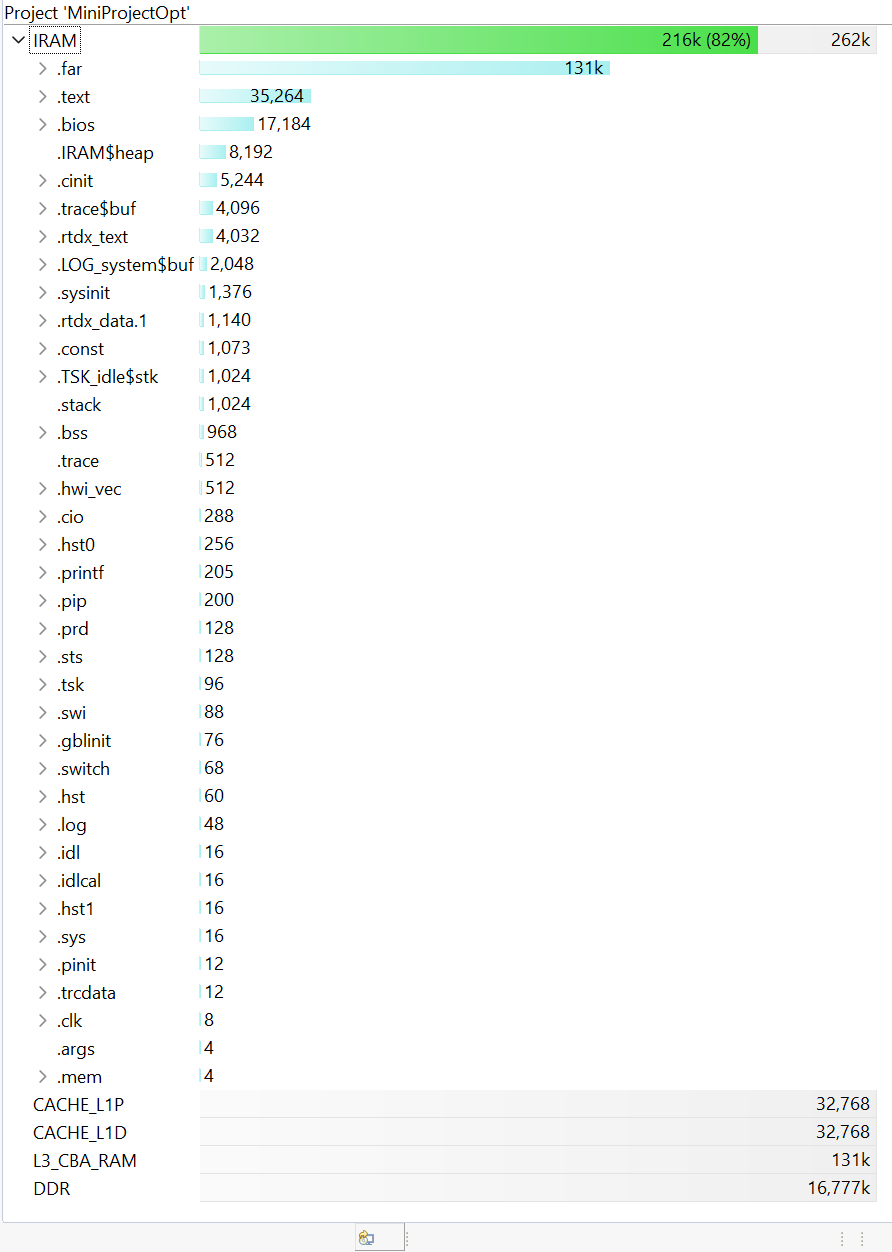 Project 'MiniProjectOpt'
IRAM 216k (82%) 262k
.far 131k
.text 35,264
.bios 17,184
.IRAM$heap 8,192
.cinit 5,244
.trace$buf 4,096
.rtdx_text 4,032
.LOG_system$buf 2,048
.sysinit 1,376
.rtdx_data.1 1,140
.const 1,073
.TSK_idle$stk 1,024
.stack 1,024
.bss 968
.trace 512
.hwi_vec 512
.cio 288
.hst0 256
.printf 205
.pip 200
.prd 128
.sts 128
.tsk 96
.swi 88
.gblinit 76
.switch 68
.hst 60
.log 48
.idl 16
.idlcal 16
.hst1 16
.sys 16
.pinit 12
.trcdata 12
.clk 8
.args 4
.mem 4
CACHE_L1P 32,768
CACHE_L1D 32,768
L3_CBA_RAM 131k
DDR 16,777k